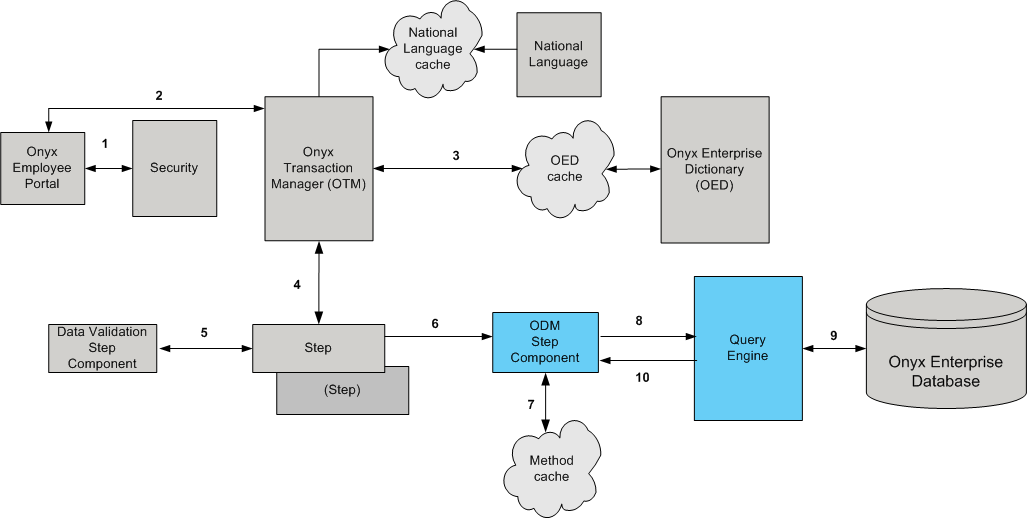 National
Language
cache
National
Language
2
Onyx
Employee
Portal
1
Security
Onyx
Transaction
Manager (OTM)
3
OED
cache
Onyx Enterprise
Dictionary
(OED)
4
Data Validation
Step
Component
5
Step
(Step)
6
ODM
Step
Component
8
10
Query
Engine
9
Onyx Enterprise
Database
7
Method
cache